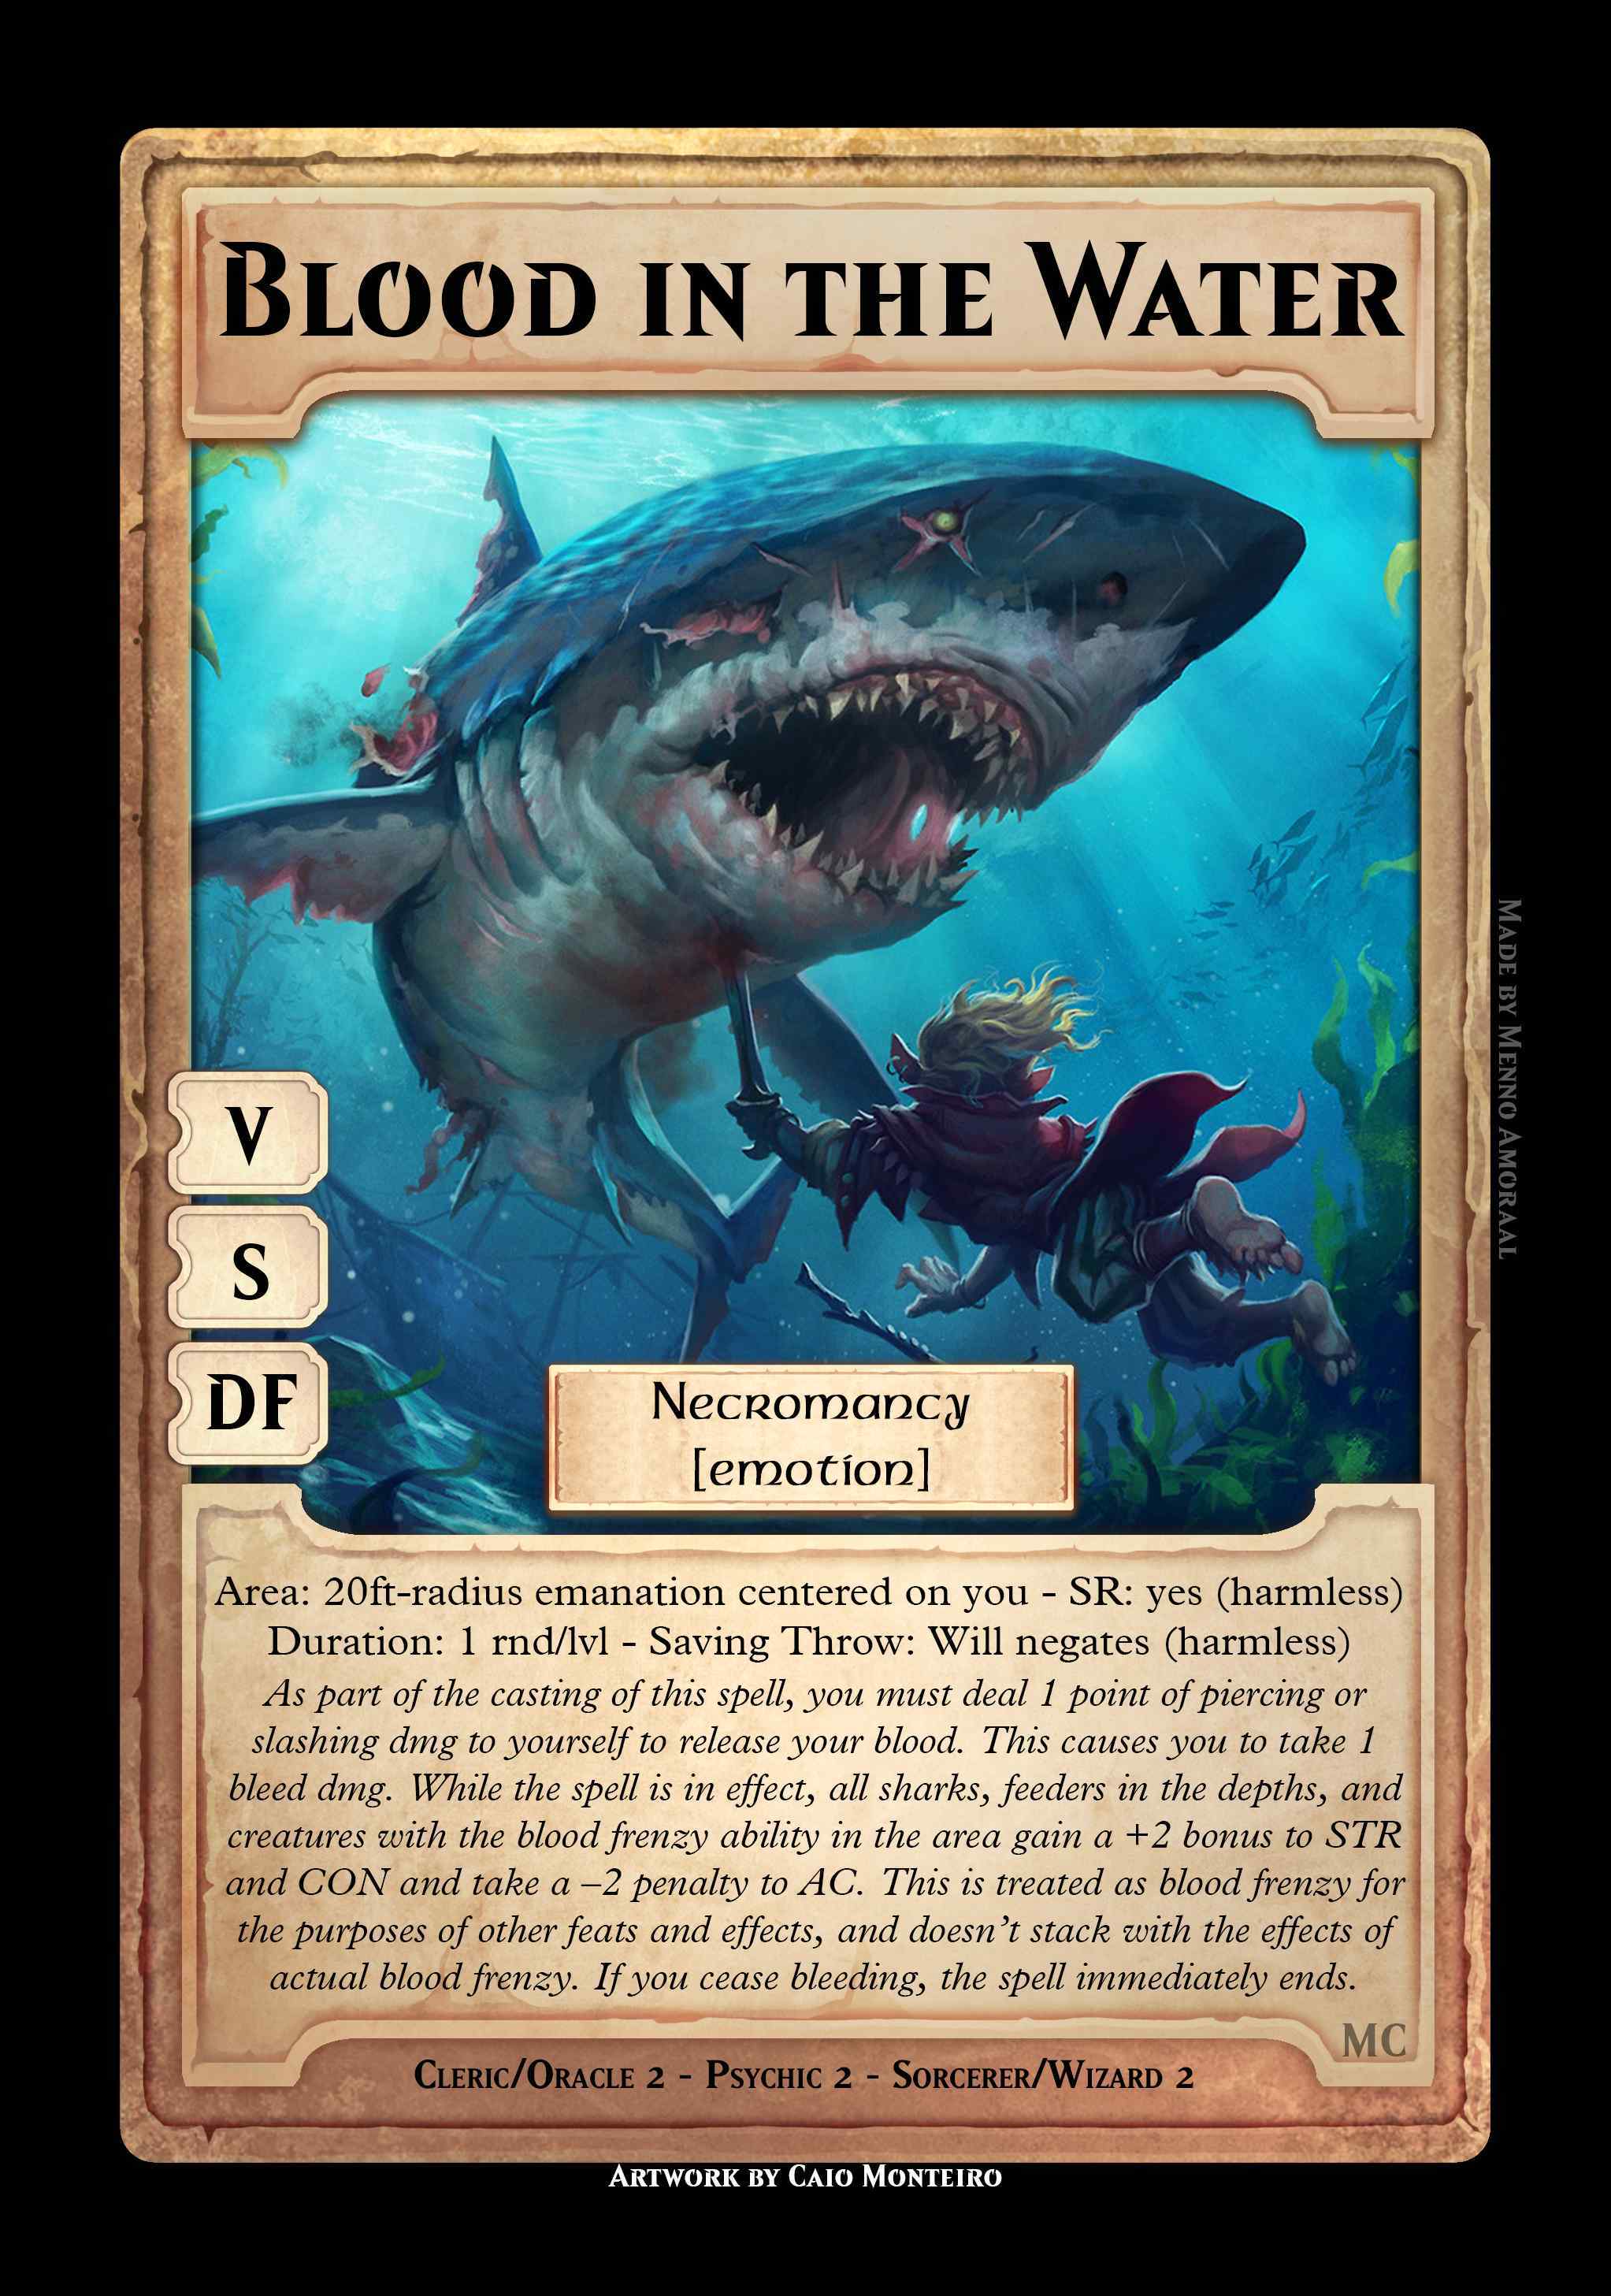 Blood in the Water
V
S
DF
Necromancy
[emotion]
Area: 20ft-radius emanation centered on you - SR: yes (harmless)
Duration: 1 rnd/lvl - Saving Throw: Will negates (harmless)
As part of the casting of this spell, you must deal 1 point of piercing or
slashing dmg to yourself to release your blood. This causes you to take 1
bleed dmg. While the spell is in effect, all sharks, feeders in the depths, and
creatures with the blood frenzy ability in the area gain a +2 bonus to STR
and CON and take a –2 penalty to AC. This is treated as blood frenzy for
the purposes of other feats and effects, and doesn’t stack with the effects of
actual blood frenzy. If you cease bleeding, the spell immediately ends.
MC
Cleric/Oracle 2 - Psychic 2 - Sorcerer/Wizard 2
Artwork by Caio Monteiro
Made by Menno Amoraal